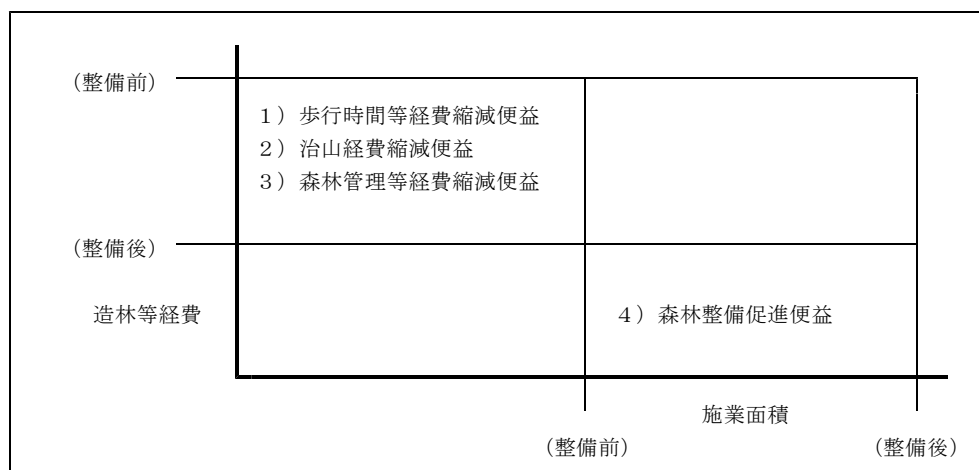 （整備前）
１）歩行時間等経費縮減便益
２）治山経費縮減便益
３）森林管理等経費縮減便益
（整備後）
造林等経費
４）森林整備促進便益
施業面積
（整備前）
（整備後）